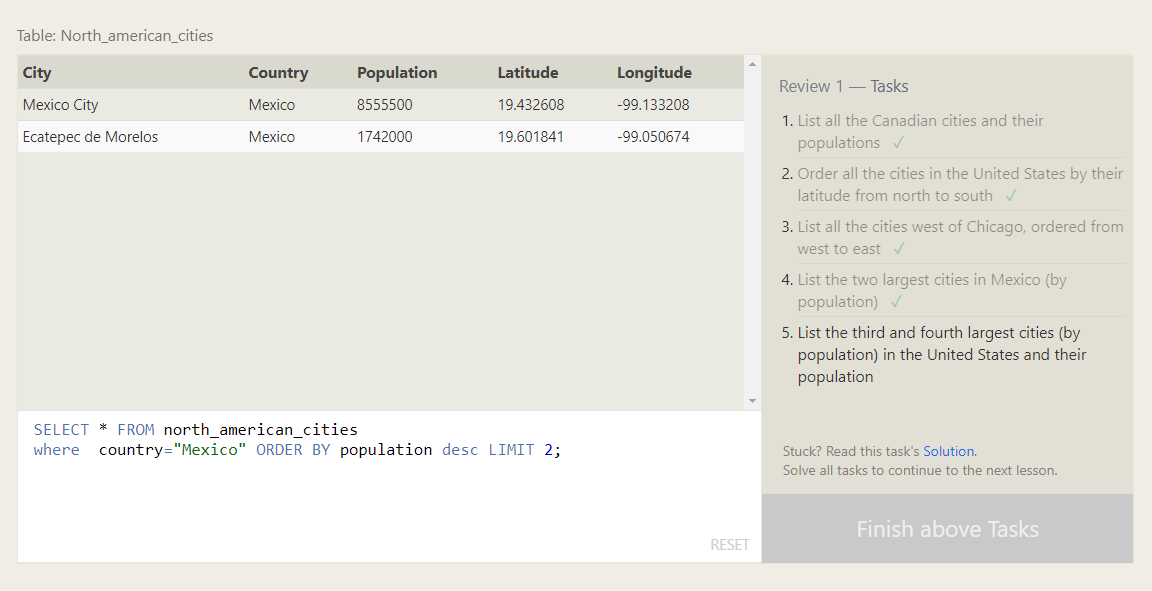 Table: North_american_cities
City Country Population Latitude Longitude
Mexico City Mexico 8555500 19.432608 -99.133208
Ecatepec de Morelos Mexico 1742000 19.601841 -99.050674
SELECT * FROM north_american_cities
where  country="Mexico" ORDER BY population desc LIMIT 2;
RESET
Review 1 — Tasks
1. List all the Canadian cities and their
populations ✓
2. Order all the cities in the United States by their
latitude from north to south ✓
3. List all the cities west of Chicago, ordered from
west to east ✓
4. List the two largest cities in Mexico (by
population) ✓
5. List the third and fourth largest cities (by
population) in the United States and their
population
Stuck? Read this task's Solution.
Solve all tasks to continue to the next lesson.
Finish above Tasks